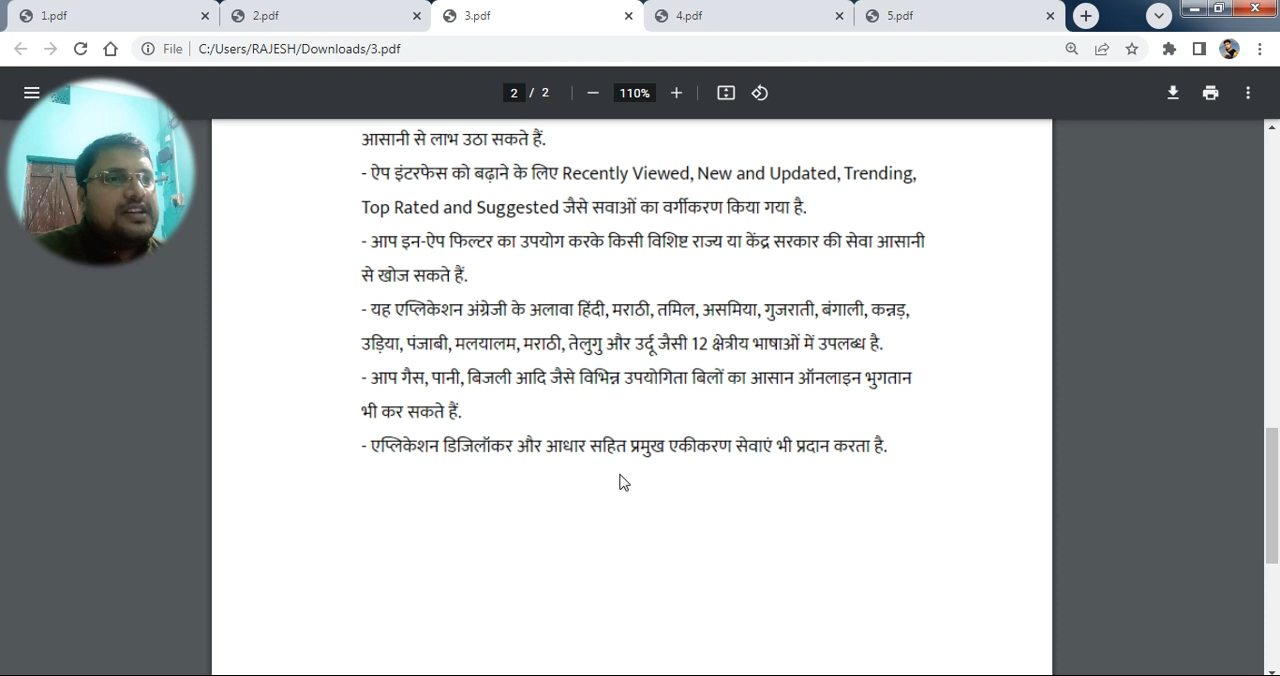 1.pdf
2.pdf
3.pdf
4.pdf
5.pdf
File
C:/Users/RAJESH/Downloads/3.pdf
2 / 2
110%
आसानी से लाभ उठा सकते हैं.
- ऐप इंटरफेस को बढ़ाने के लिए Recently Viewed, New and Updated, Trending,
Top Rated and Suggested जैसे सवाओं का वर्गीकरण किया गया है.
- आप इन-ऐप फिल्टर का उपयोग करके किसी विशिष्ट राज्य या केंद्र सरकार की सेवा आसानी
से खोज सकते हैं.
- यह एप्लिकेशन अंग्रेजी के अलावा हिंदी, मराठी, तमिल, असमिया, गुजराती, बंगाली, कन्नड़,
उड़िया, पंजाबी, मलयालम, मराठी, तेलुगु और उर्दू जैसी 12 क्षेत्रीय भाषाओं में उपलब्ध है.
- आप गैस, पानी, बिजली आदि जैसे विभिन्न उपयोगिता बिलों का आसान ऑनलाइन भुगतान
भी कर सकते हैं.
- एप्लिकेशन डिजिलॉकर और आधार सहित प्रमुख एकीकरण सेवाएं भी प्रदान करता है.